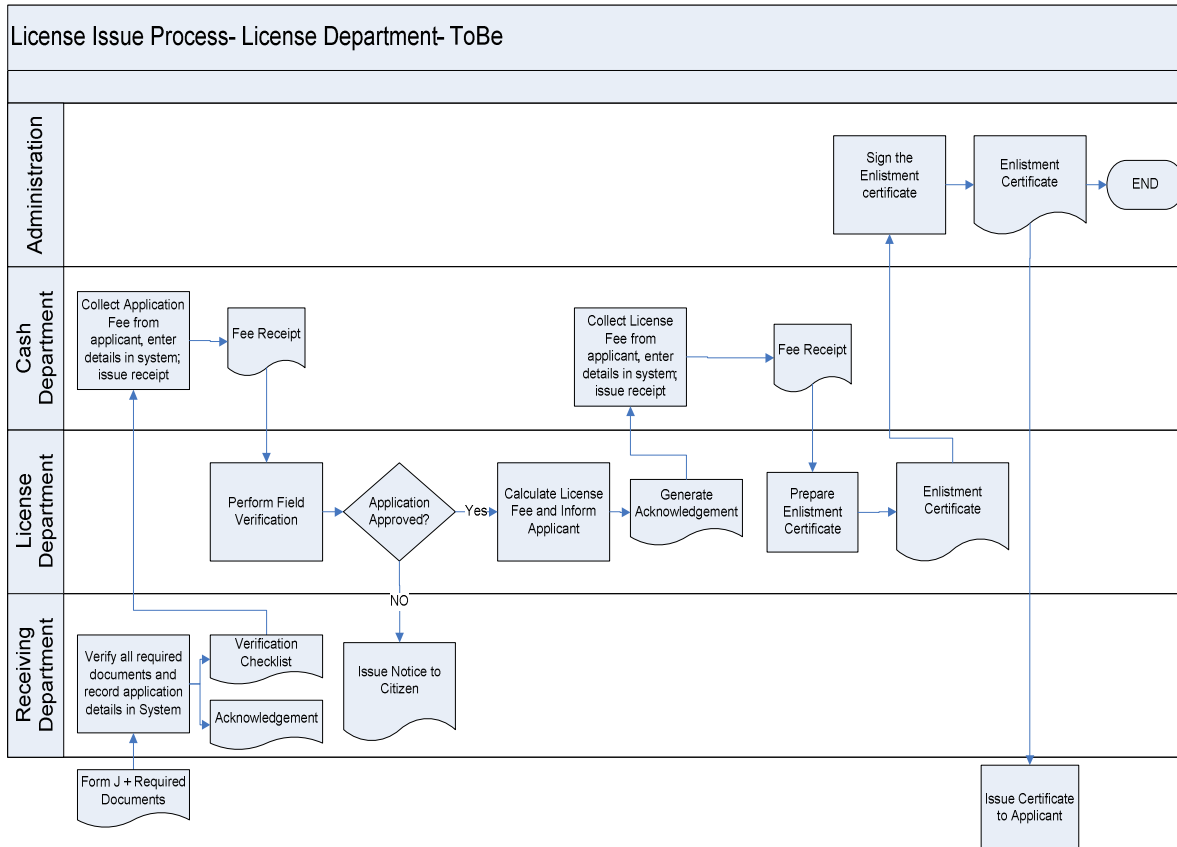 License Issue Process- License Department- ToBe
Administration
Sign the
Enlistment
certificate
Enlistment
Certificate
END
Cash
Department
Collect Application
Fee from
applicant, enter
details in system;
issue receipt
Fee Receipt
Collect License
Fee from
applicant, enter
details in system;
issue receipt
Fee Receipt
License
Department
Perform Field
Verification
Application
Approved?
Yes
NO
Calculate License
Fee and Inform
Applicant
Generate
Acknowledgement
Prepare
Enlistment
Certificate
Enlistment
Certificate
Receiving
Department
Verify all required
documents and
record application
details in System
Verification
Checklist
Acknowledgement
Issue Notice to
Citizen
Form J + Required
Documents
Issue Certificate
to Applicant